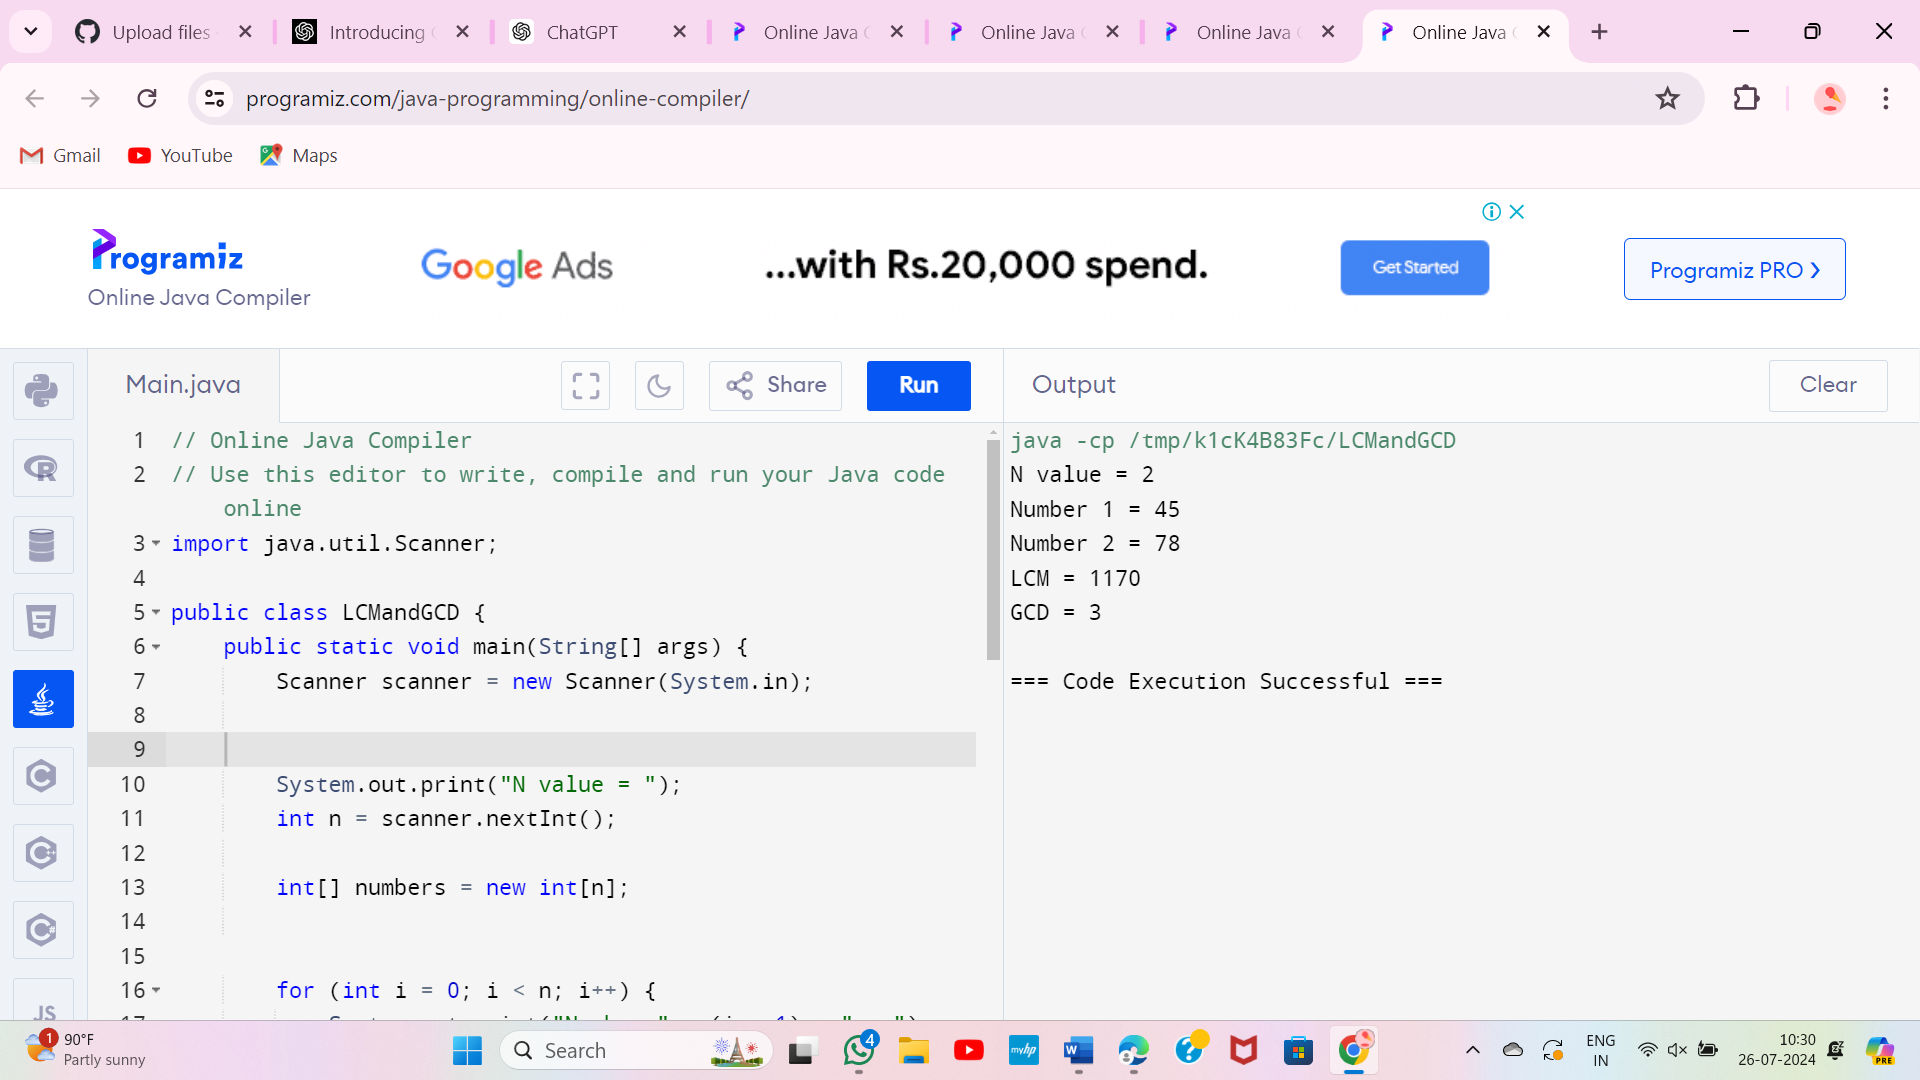 Upload files
Introducing
ChatGPT
Online Java
Online Java
Online Java
Online Java
programiz.com/java-programming/online-compiler/
Gmail
YouTube
Maps
Programiz
Online Java Compiler
Google Ads
...with Rs.20,000 spend.
Get Started
Programiz PRO
Main.java
Share
Run
Output
Clear
1 // Online Java Compiler
2 // Use this editor to write, compile and run your Java code
online
3 import java.util.Scanner;
4
5 public class LCMandGCD {
6 public static void main(String[] args) {
7 Scanner scanner = new Scanner(System.in);
8
9
10 System.out.print("N value = ");
11 int n = scanner.nextInt();
12
13 int[] numbers = new int[n];
14
15
16 for (int i = 0; i < n; i++) {
java -cp /tmp/k1cK4B83Fc/LCMandGCD
N value = 2
Number 1 = 45
Number 2 = 78
LCM = 1170
GCD = 3
=== Code Execution Successful ===
JS
1
90°F
Partly sunny
Search
4
myhp
W
ENG
IN
10:30
26-07-2024
PRE